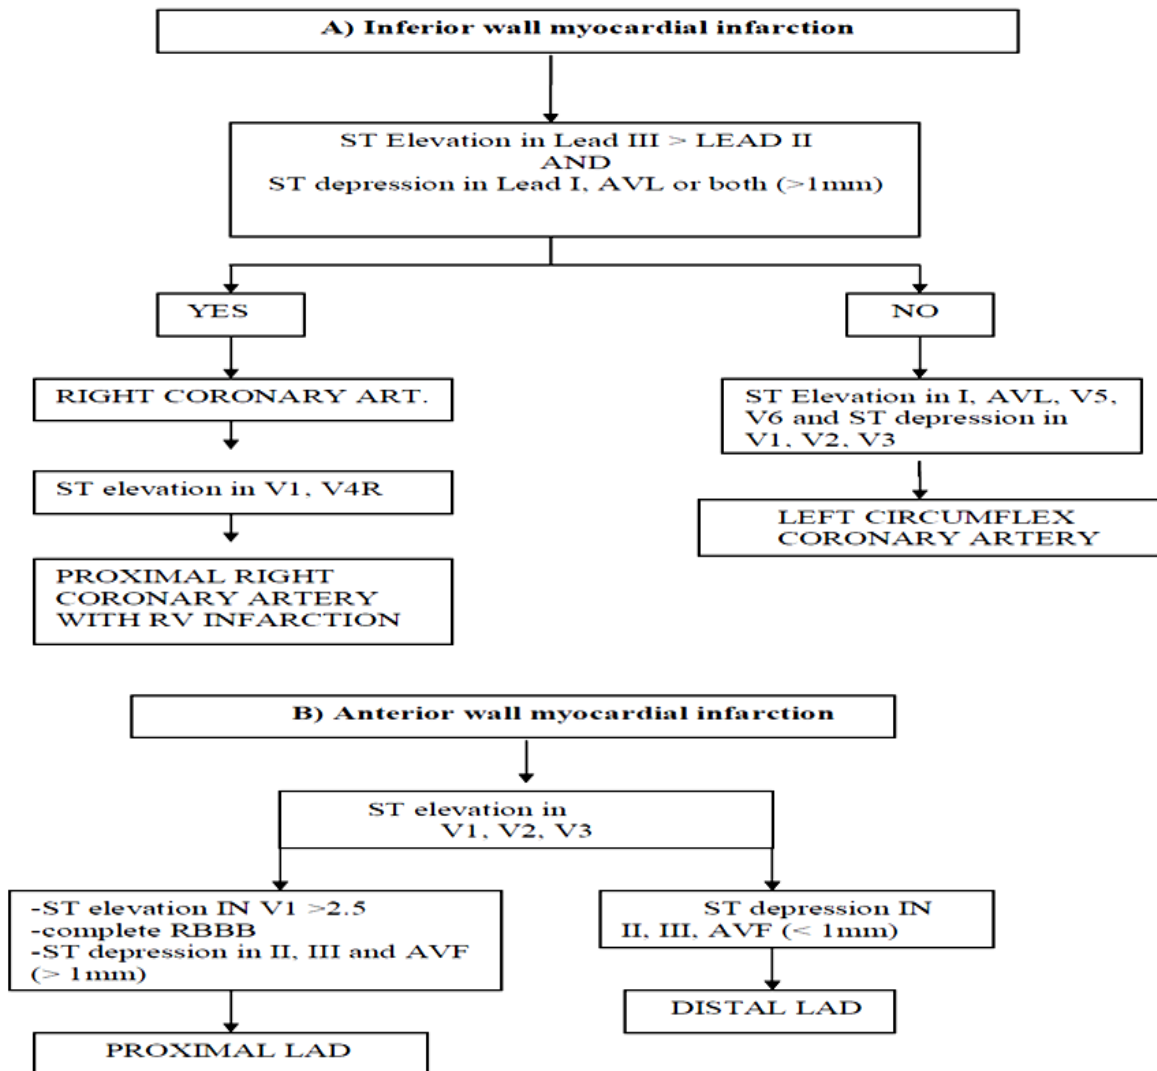 A) Inferior wall myocardial infarction
ST Elevation in Lead III > LEAD II
AND
ST depression in Lead I, AVL or both (>1mm)
YES
NO
RIGHT CORONARY ART.
ST elevation in V1, V4R
PROXIMAL RIGHT
CORONARY ARTERY
WITH RV INFARCTION
ST Elevation in I, AVL, V5,
V6 and ST depression in
V1, V2, V3
LEFT CIRCUMFLEX
CORONARY ARTERY
B) Anterior wall myocardial infarction
ST elevation in
V1, V2, V3
-ST elevation IN V1 >2.5
-complete RBBB
-ST depression in II, III and AVF
(> 1mm)
PROXIMAL LAD
ST depression IN
II, III, AVF (< 1mm)
DISTAL LAD